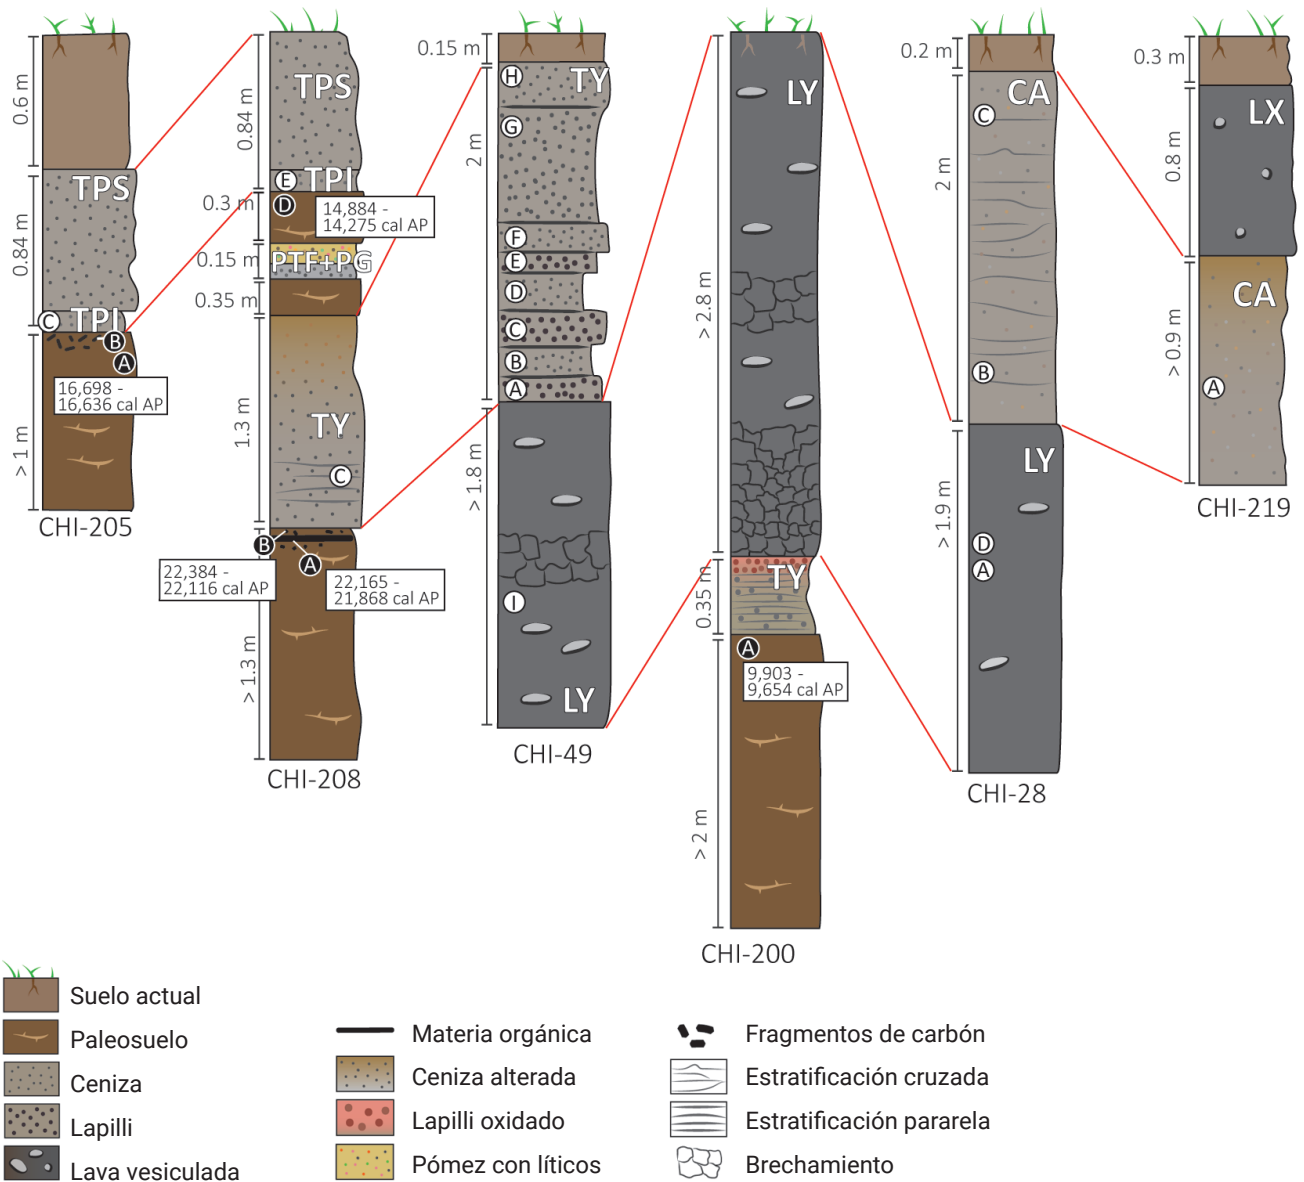 0.6 m
TPS
0.84 m
C
TPI
B
A
16,698 -
16,636 cal AP
> 1 m
CHI-205
0.84 m
TPS
E
TPI
0.3 m
D
14,884 -
14,275 cal AP
0.15 m
PTF+PG
0.35 m
1.3 m
TY
C
B
A
22,384 -
22,116 cal AP
22,165 -
21,868 cal AP
> 1.3 m
CHI-208
0.15 m
H
TY
G
2 m
F
E
D
C
B
A
> 1.8 m
I
LY
CHI-49
LY
> 2.8 m
TY
0.35 m
A
9,903 -
9,654 cal AP
> 2 m
CHI-200
0.2 m
CA
C
2 m
B
LY
> 1.9 m
D
A
CHI-28
0.3 m
LX
0.8 m
CA
> 0.9 m
A
CHI-219
Suelo actual
Paleosuelo
Ceniza
Lapilli
Lava vesiculada
Materia orgánica
Ceniza alterada
Lapilli oxidado
Pómez con líticos
Fragmentos de carbón
Estratificación cruzada
Estratificación pararela
Brechamiento